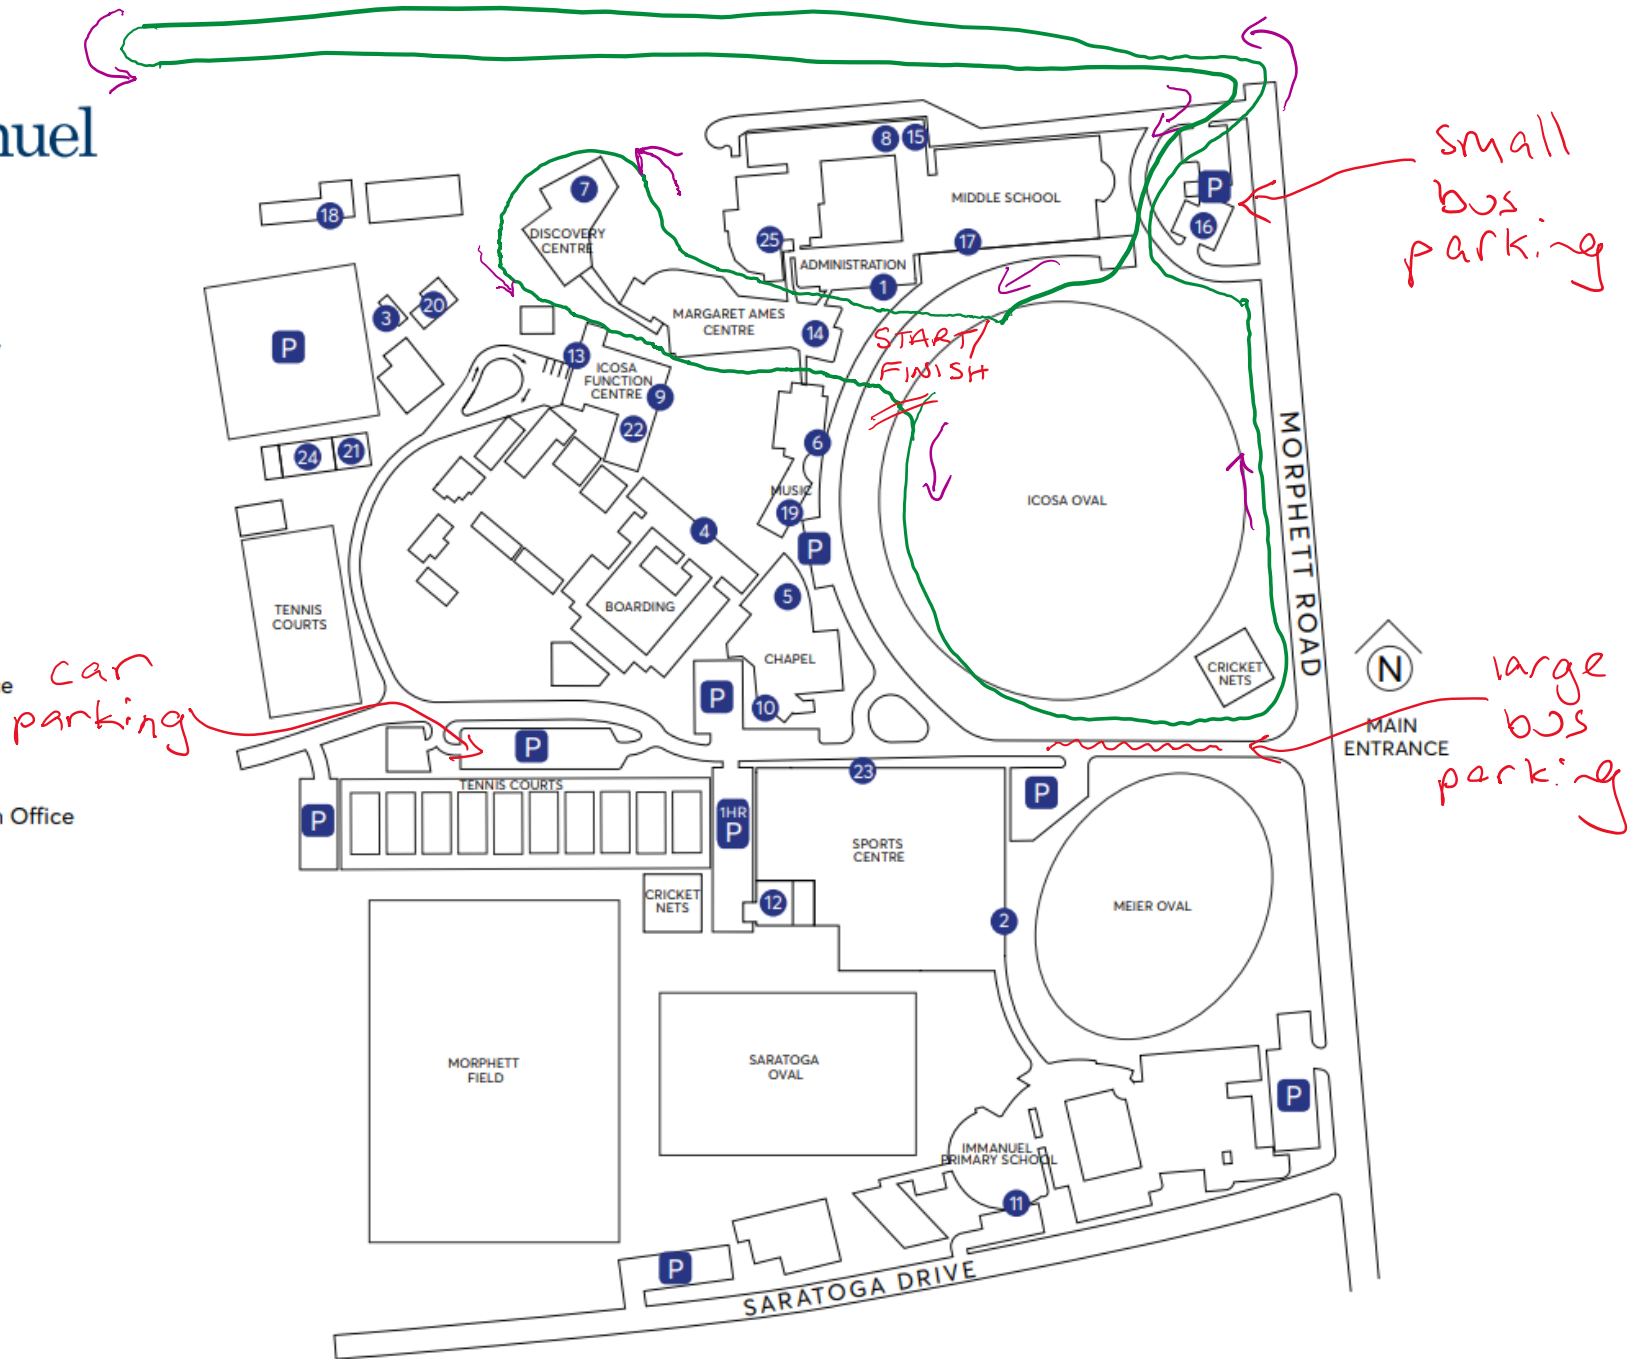 nuel
small
bus
parking
8
15
P
MIDDLE SCHOOL
7
18
16
DISCOVERY
CENTRE
25
17
ADMINISTRATION
1
20
3
MARGARET AMES
CENTRE
14
START/
FINISH
P
13
ICOSA
FUNCTION
CENTRE
9
22
6
24
21
MUSIC
19
ICOSA OVAL
MORPHETT ROAD
4
P
5
BOARDING
TENNIS
COURTS
CHAPEL
CRICKET
NETS
N
MAIN
ENTRANCE
car
parking
e
P
10
large
bus
parking
P
TENNIS COURTS
23
P
n Office
P
1HR
P
SPORTS
CENTRE
CRICKET
NETS
12
2
MEIER OVAL
MORPHETT
FIELD
SARATOGA
OVAL
P
IMMANUEL
PRIMARY SCHOOL
11
P
SARATOGA DRIVE